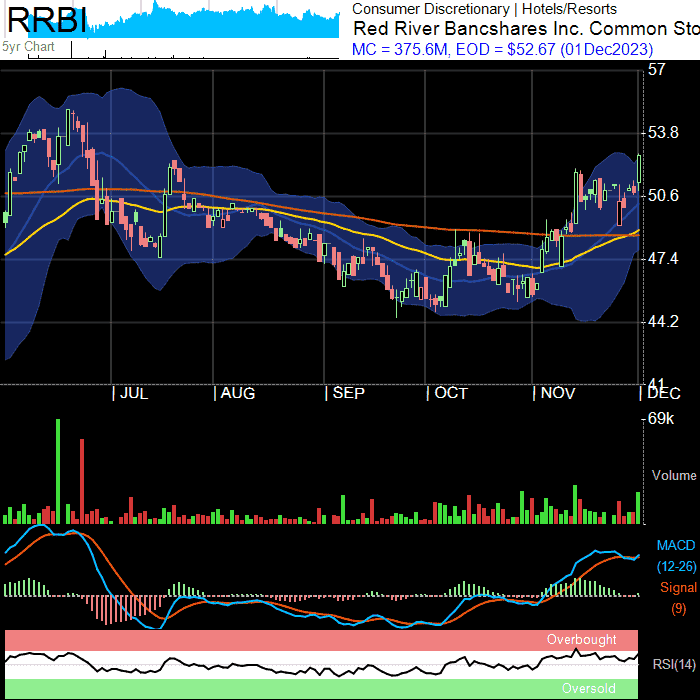 RRBI
Consumer Discretionary | Hotels/Resorts
Red River Bancshares Inc. Common Sto
MC = 375.6M, EOD = $52.67 (01Dec2023)
5yr Chart
57
53.8
50.6
47.4
44.2
41
JUL AUG SEP OCT NOV DEC
69k
Volume
MACD
(12-26)
Signal
(9)
Overbought
RSI(14)
Oversold